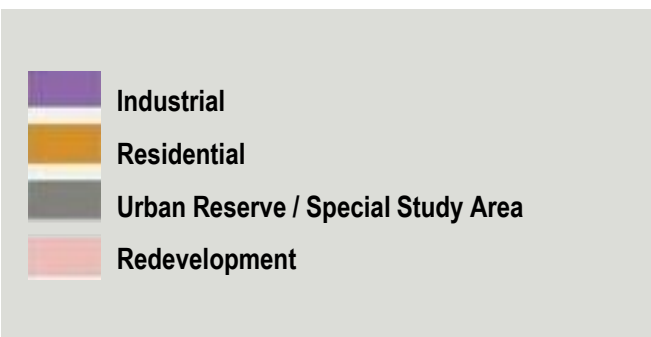 Industrial
Residential
Urban Reserve / Special Study Area
Redevelopment